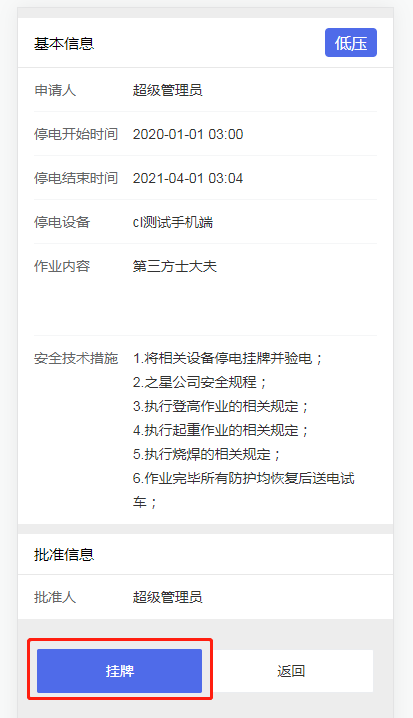 基本信息 低压
申请人 超级管理员
停电开始时间 2020-01-01 03:00
停电结束时间 2021-04-01 03:04
停电设备 cl测试手机端
作业内容 第三方士大夫
安全技术措施 1.将相关设备停电挂牌并验电；
2.之星公司安全规程；
3.执行登高作业的相关规定；
4.执行起重作业的相关规定；
5.执行烧焊的相关规定；
6.作业完毕所有防护均恢复后送电试
车；
批准信息
批准人 超级管理员
挂牌 返回